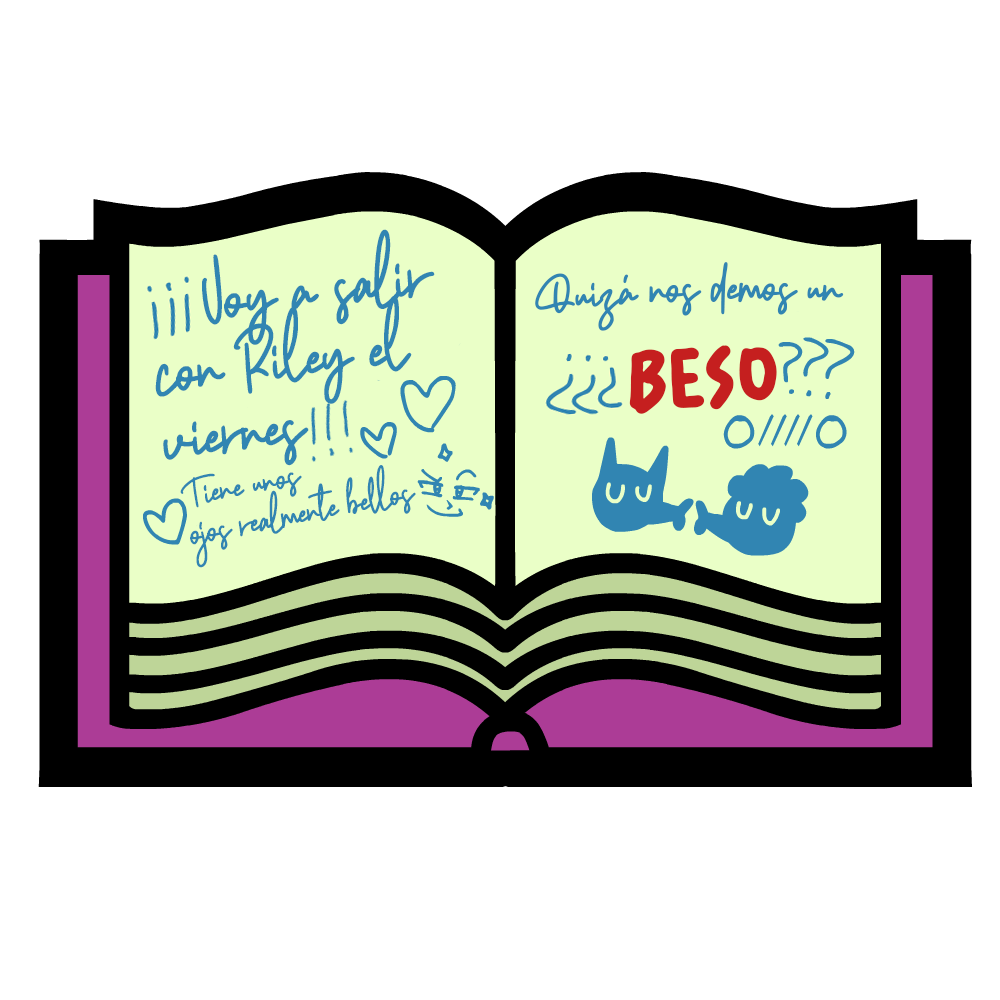 ¡¡¡Voy a salir
con Riley el
viernes!!!
Tiene unos
ojos realmente bellos
Quizá nos demos un
¿¿¿BESO???
O////O